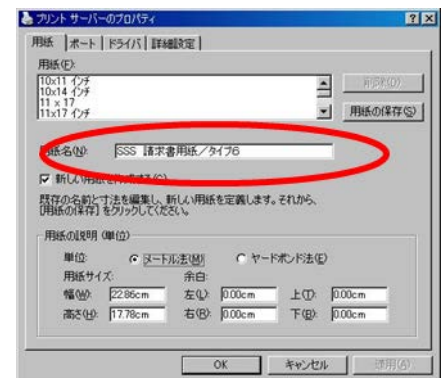 プリント サーバーのプロパティ
用紙 ポート ドライバ 詳細設定
用紙(F):
10x11 インチ
10x14 インチ
11 x 17
11x17 インチ
削除(D)
用紙の保存(S)
用紙名(N): SSS 請求書用紙/タイプ6
新しい用紙を作成する(C)
既存の名前と寸法を編集し、新しい用紙を定義します。それから、
[用紙の保存] をクリックしてください。
用紙の説明 (単位)
単位: メートル法(M) ヤードポンド法(E)
用紙サイズ: 余白:
幅(W): 22.86cm 左(L): 0.00cm 上(T): 0.00cm
高さ(H): 17.78cm 右(R): 0.00cm 下(B): 0.00cm
OK キャンセル 適用(A)